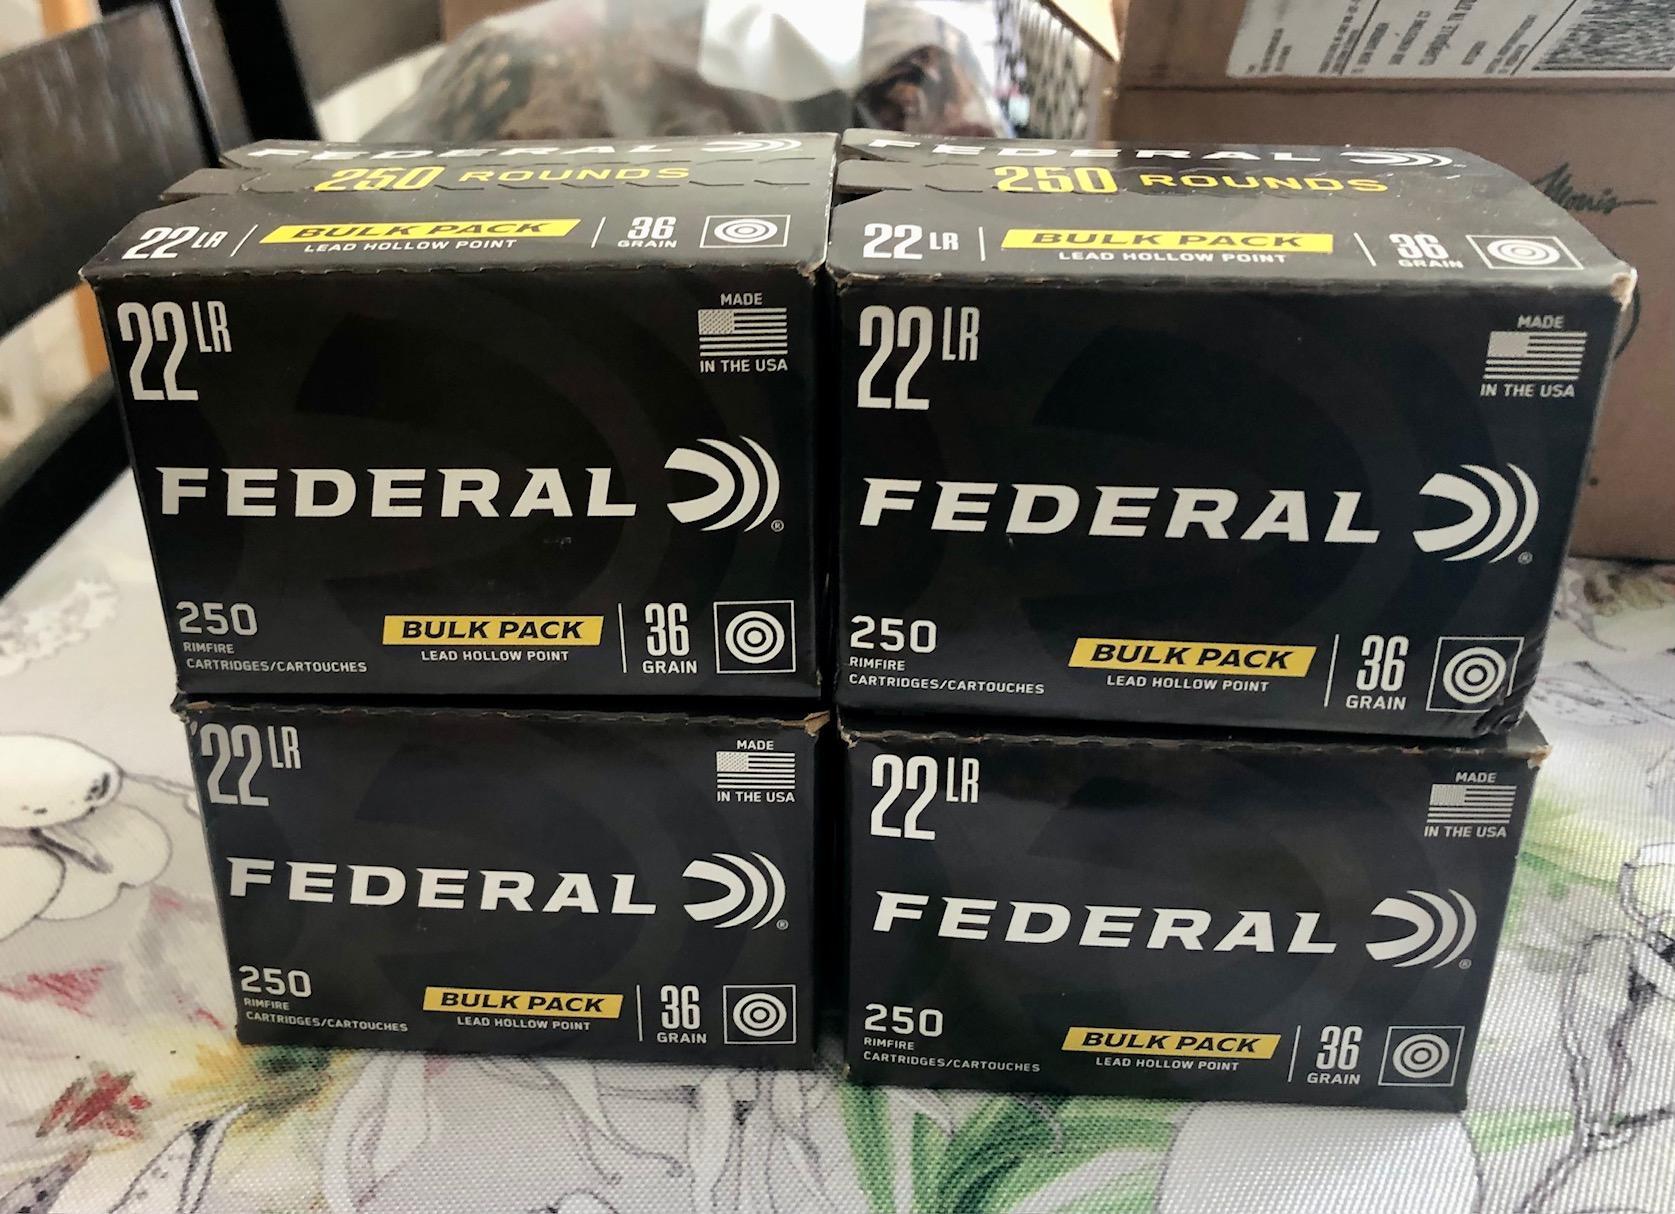 FEDERAL
250 ROUNDS
22 LR
BULK PACK
LEAD HOLLOW POINT
36
GRAIN
22 LR
MADE
IN THE USA
FEDERAL
®
250
RIMFIRE
CARTRIDGES/CARTOUCHES
BULK PACK
LEAD HOLLOW POINT
36
GRAIN
FEDERAL
250 ROUNDS
22 LR
BULK PACK
LEAD HOLLOW POINT
36
GRAIN
22 LR
MADE
IN THE USA
FEDERAL
®
250
RIMFIRE
CARTRIDGES/CARTOUCHES
BULK PACK
LEAD HOLLOW POINT
36
GRAIN
22 LR
MADE
IN THE USA
FEDERAL
®
250
RIMFIRE
CARTRIDGES/CARTOUCHES
BULK PACK
LEAD HOLLOW POINT
36
GRAIN
22 LR
MADE
IN THE USA
FEDERAL
®
250
RIMFIRE
CARTRIDGES/CARTOUCHES
BULK PACK
LEAD HOLLOW POINT
36
GRAIN
Morris